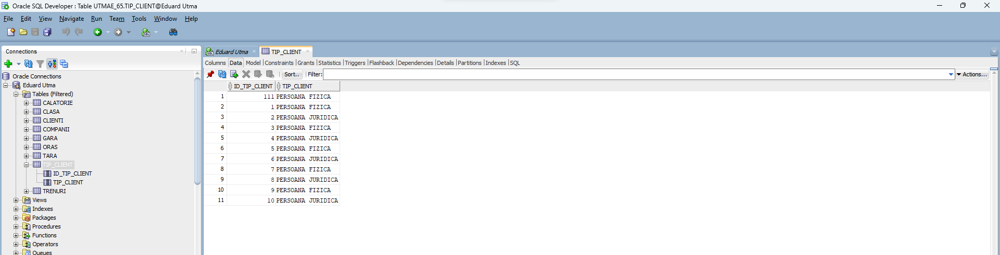 Oracle SQL Developer : Table UTMAE_65.TIP_CLIENT@Eduard Utma
File Edit View Navigate Run Team Tools Window Help
Connections
Oracle Connections
Eduard Utma
Tables (Filtered)
CALATORIE
CLASA
CLIENTI
COMPANII
GARA
ORAS
TARA
TIP_CLIENT
ID_TIP_CLIENT
TIP_CLIENT
TRENURI
Views
Indexes
Packages
Procedures
Functions
Operators
Queues
Eduard Utma TIP_CLIENT
Columns Data Model Constraints Grants Statistics Triggers Flashback Dependencies Details Partitions Indexes SQL
Sort.. Filter: Actions...
ID_TIP_CLIENT TIP_CLIENT
1 111 PERSOANA FIZICA
2 1 PERSOANA FIZICA
3 2 PERSOANA JURIDICA
4 3 PERSOANA FIZICA
5 4 PERSOANA JURIDICA
6 5 PERSOANA FIZICA
7 6 PERSOANA JURIDICA
8 7 PERSOANA FIZICA
9 8 PERSOANA JURIDICA
10 9 PERSOANA FIZICA
11 10 PERSOANA JURIDICA